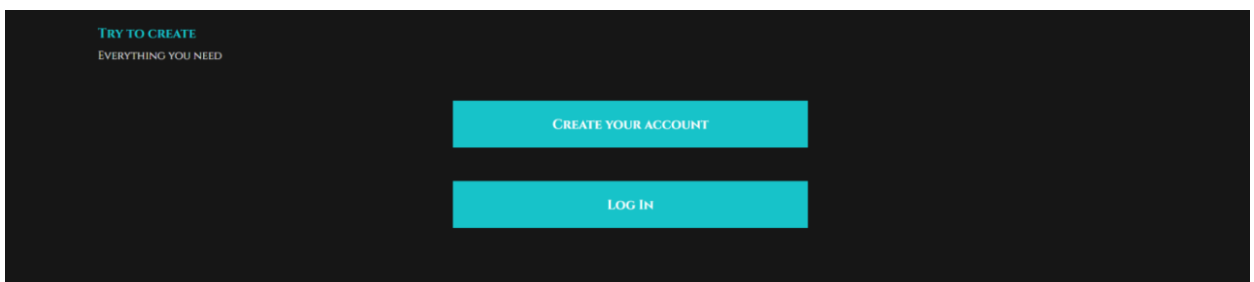 Try to create
Everything you need
Create your account
Log In